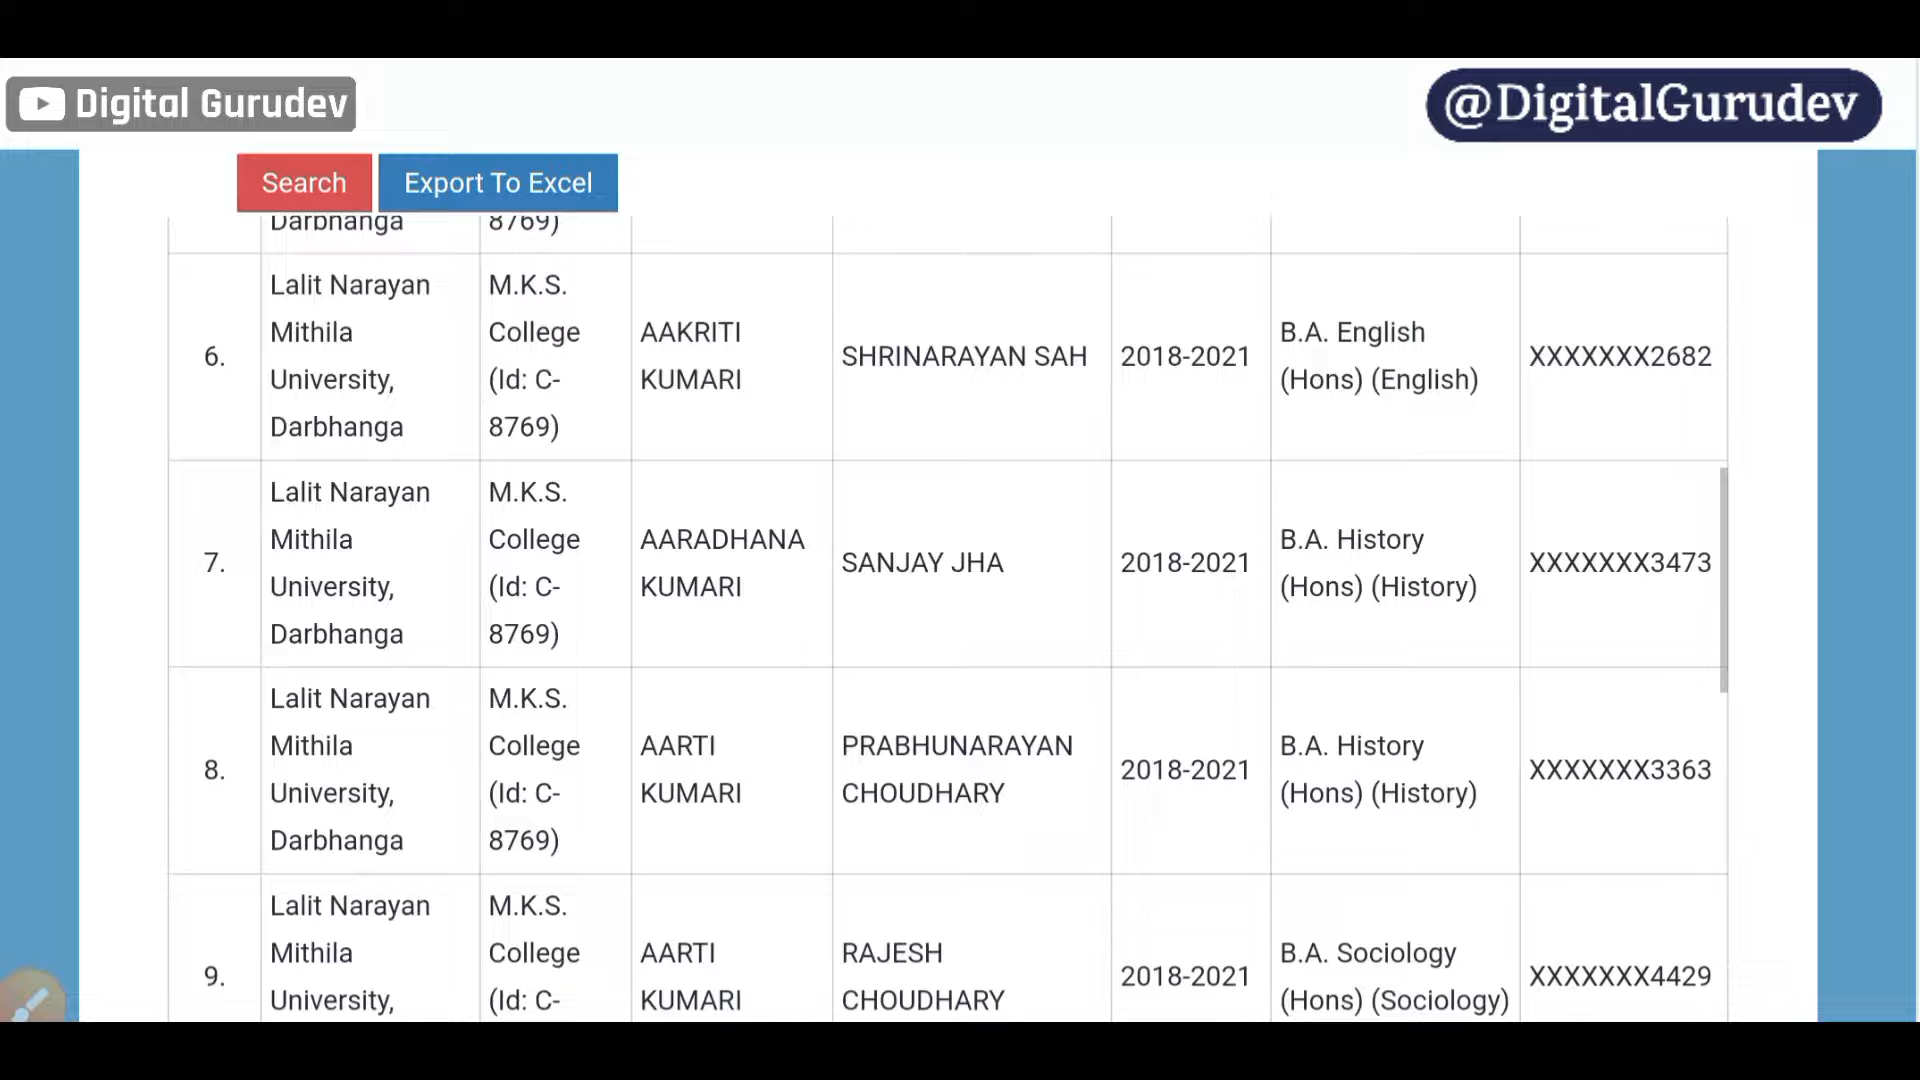 Digital Gurudev
@DigitalGurudev
Search Export To Excel
Darbhanga 8769)
Lalit Narayan M.K.S.
Mithila College AAKRITI B.A. English
6. SHRINARAYAN SAH 2018-2021 XXXXXXX2682
University, (Id: C- KUMARI (Hons) (English)
Darbhanga 8769)
Lalit Narayan M.K.S.
Mithila College AARADHANA B.A. History
7. SANJAY JHA 2018-2021 XXXXXXX3473
University, (Id: C- KUMARI (Hons) (History)
Darbhanga 8769)
Lalit Narayan M.K.S.
Mithila College AARTI PRABHUNARAYAN B.A. History
8. 2018-2021 XXXXXXX3363
University, (Id: C- KUMARI CHOUDHARY (Hons) (History)
Darbhanga 8769)
Lalit Narayan M.K.S.
Mithila College AARTI RAJESH B.A. Sociology
9. 2018-2021 XXXXXXX4429
University, (Id: C- KUMARI CHOUDHARY (Hons) (Sociology)